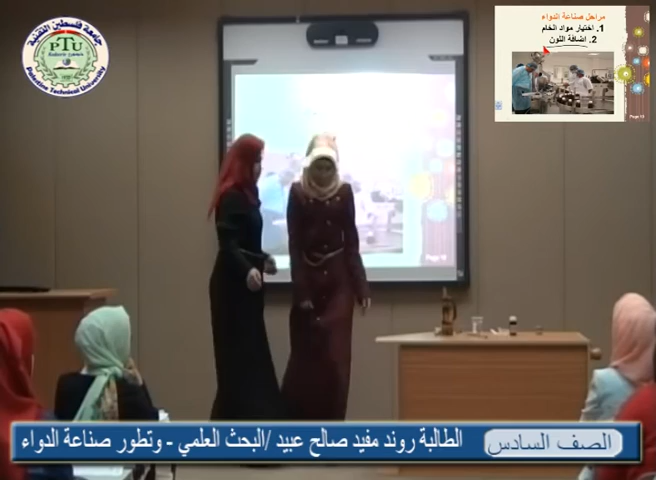 جامعة فلسطين التقنية
PTU
Palestine Technical University
مراحل صناعة الدواء
1. اختيار مواد الخام
2. اضافة اللون
الطالبة روند مفيد صالح عبيد /البحث العلمي - وتطور صناعة الدواء
الصف السادس